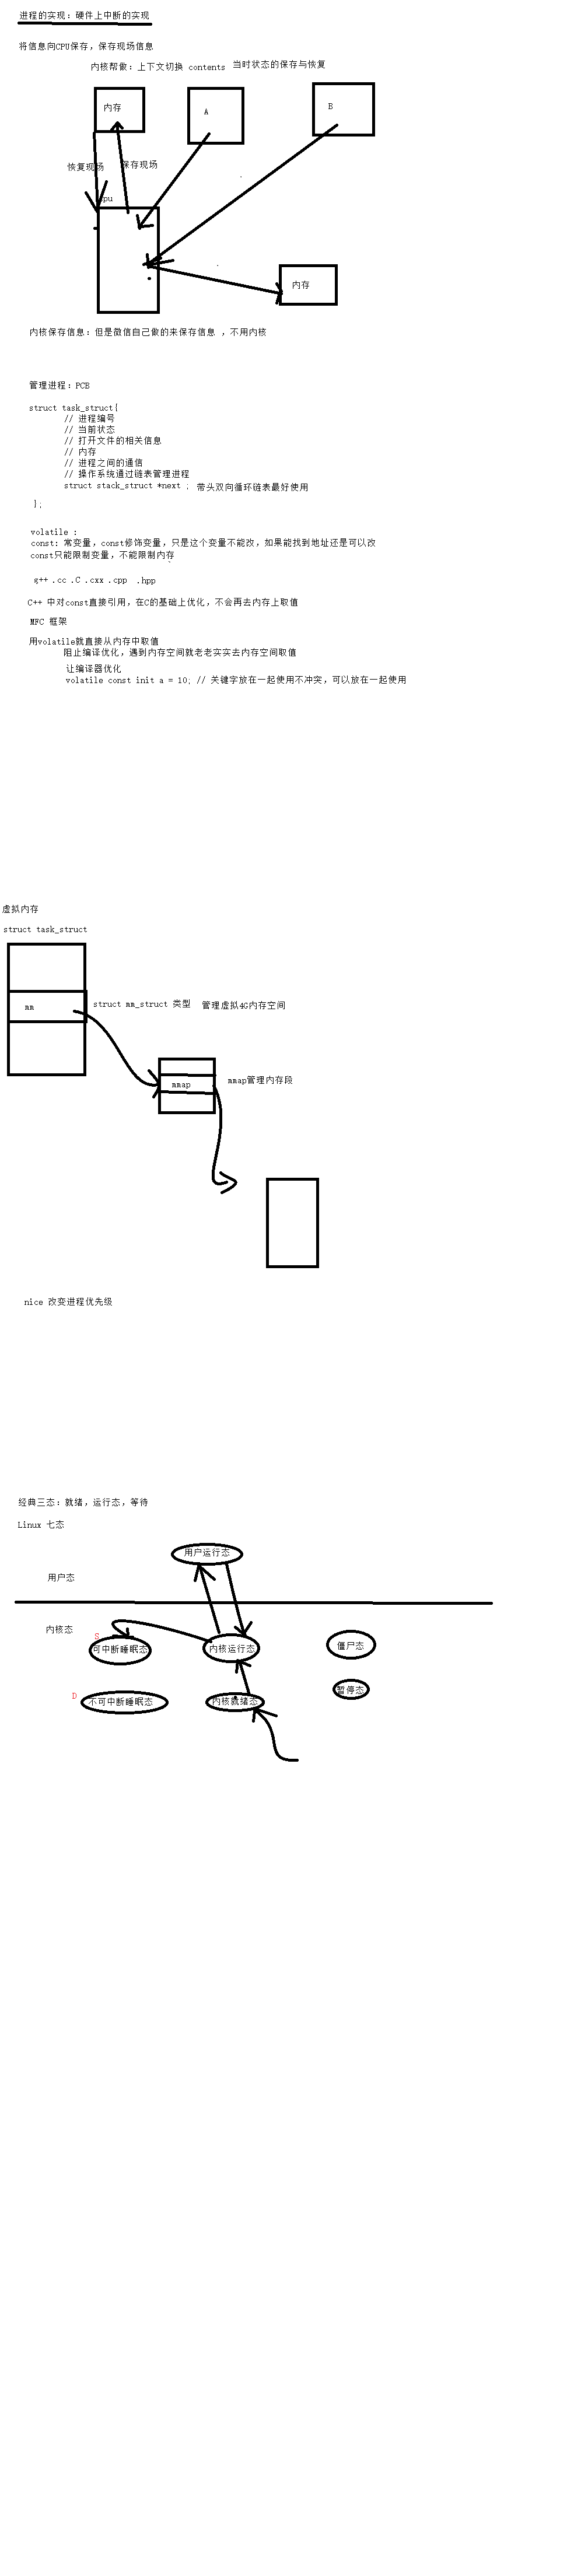 进程的实现：硬件上中断的实现
将信息向CPU保存，保存现场信息
内核帮做：上下文切换 contents 当时状态的保存与恢复
内存
A
B
恢复现场
保存现场
cpu
内存
内核保存信息：但是微信自己做的来保存信息 ，不用内核
管理进程：PCB
struct task_struct{
// 进程编号
// 当前状态
// 打开文件的相关信息
// 内存
// 进程之间的通信
// 操作系统通过链表管理进程
struct stack_struct *next ; 带头双向循环链表最好使用
};
volatile :
const: 常变量，const修饰变量，只是这个变量不能改，如果能找到地址还是可以改
const只能限制变量，不能限制内存
g++ .cc .C .cxx .cpp .hpp
C++ 中对const直接引用，在C的基础上优化，不会再去内存上取值
MFC 框架
用volatile就直接从内存中取值
阻止编译优化，遇到内存空间就老老实实去内存空间取值
让编译器优化
volatile const init a = 10; // 关键字放在一起使用不冲突，可以放在一起使用
虚拟内存
struct task_struct
mm
struct mm_struct 类型 管理虚拟4G内存空间
mmap
mmap管理内存段
nice 改变进程优先级
经典三态：就绪，运行态，等待
Linux 七态
用户运行态
用户态
内核态
S
可中断睡眠态
内核运行态
僵尸态
暂停态
D
不可中断睡眠态
内核就绪态